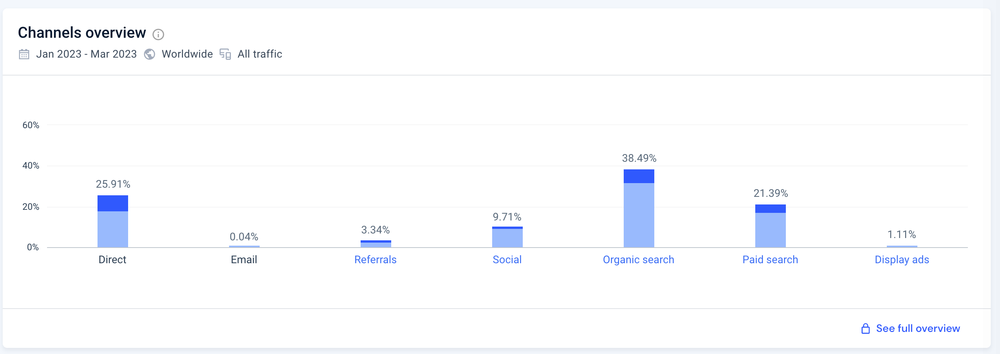 Channels overview
Jan 2023 - Mar 2023 Worldwide All traffic
60%
40%
20%
0%
25.91%
0.04%
3.34%
9.71%
38.49%
21.39%
1.11%
Direct
Email
Referrals
Social
Organic search
Paid search
Display ads
See full overview